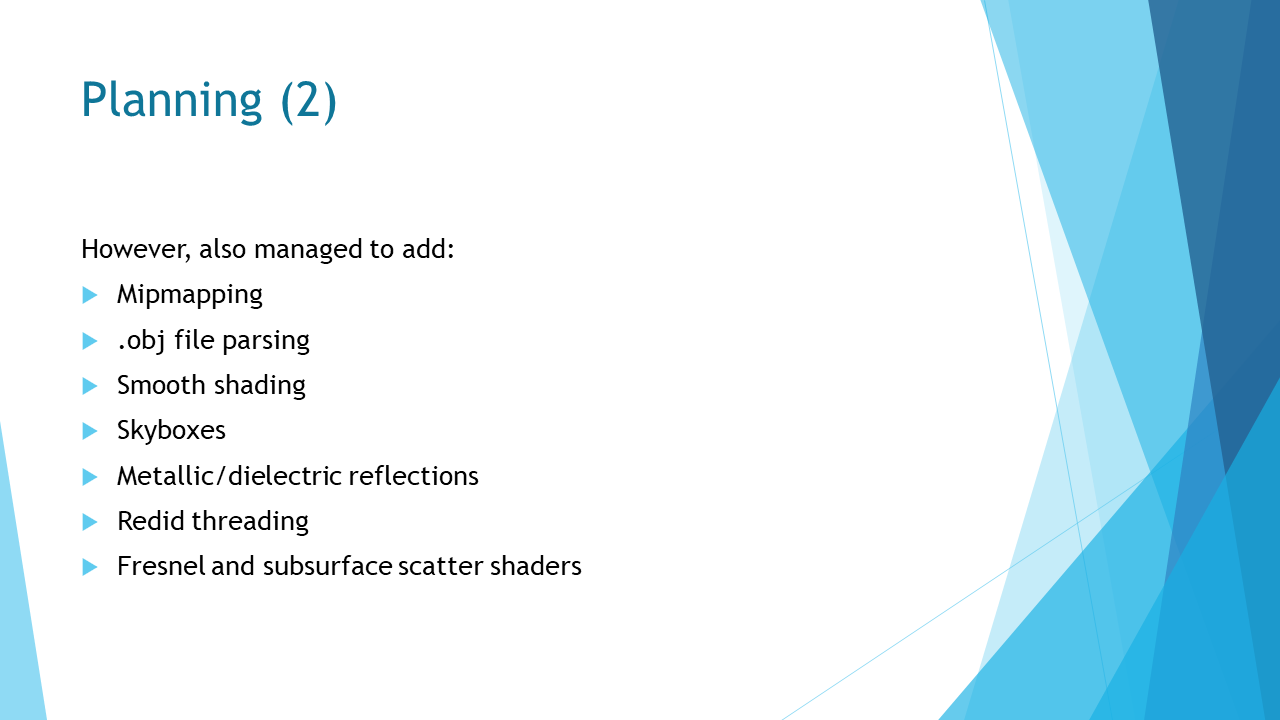 Planning (2)
However, also managed to add:
Mipmapping
.obj file parsing
Smooth shading
Skyboxes
Metallic/dielectric reflections
Redid threading
Fresnel and subsurface scatter shaders